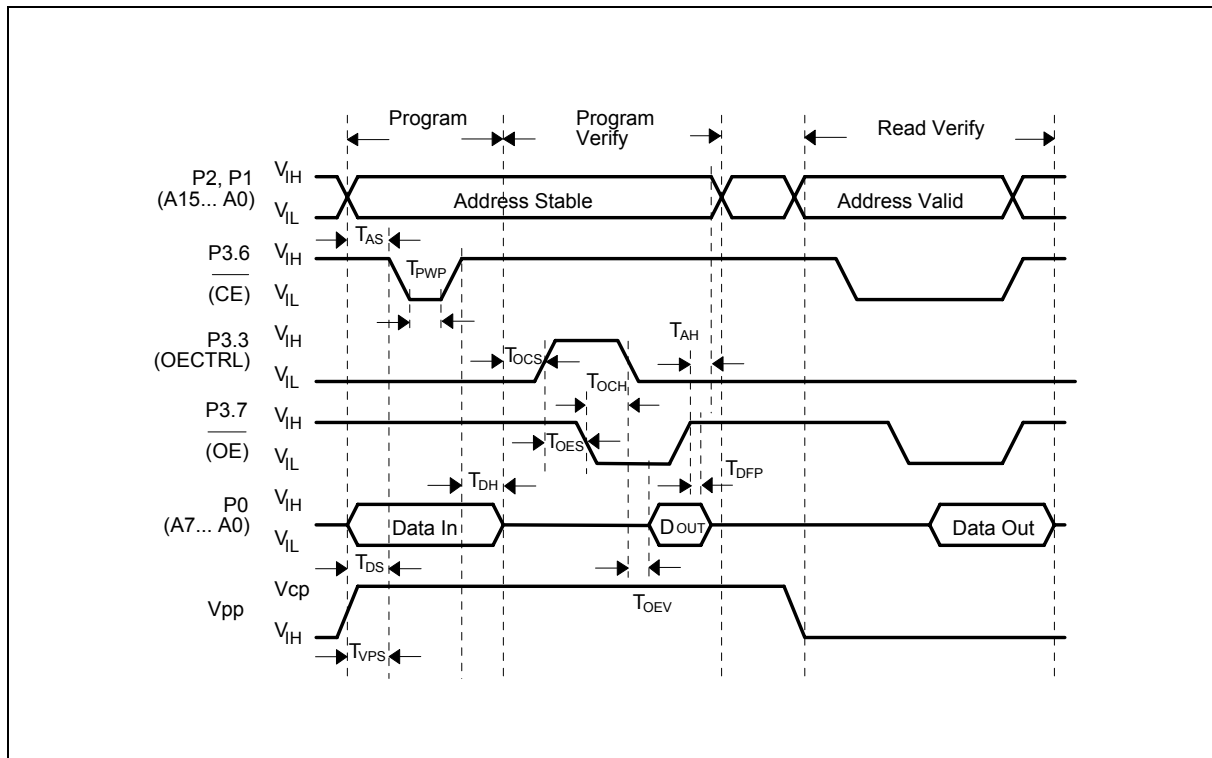 Program
Program
Verify
Read Verify
P2, P1
(A15... A0)
VIH
VIL
Address Stable
Address Valid
TAS
P3.6
(CE)
VIH
VIL
TPWP
P3.3
(OECTRL)
VIH
VIL
TOCS
TAH
TOCH
P3.7
(OE)
VIH
VIL
TOES
TDFP
TDH
P0
(A7... A0)
VIH
VIL
Data In
DOUT
Data Out
TDS
TOEV
Vpp
Vcp
VIH
TVPS